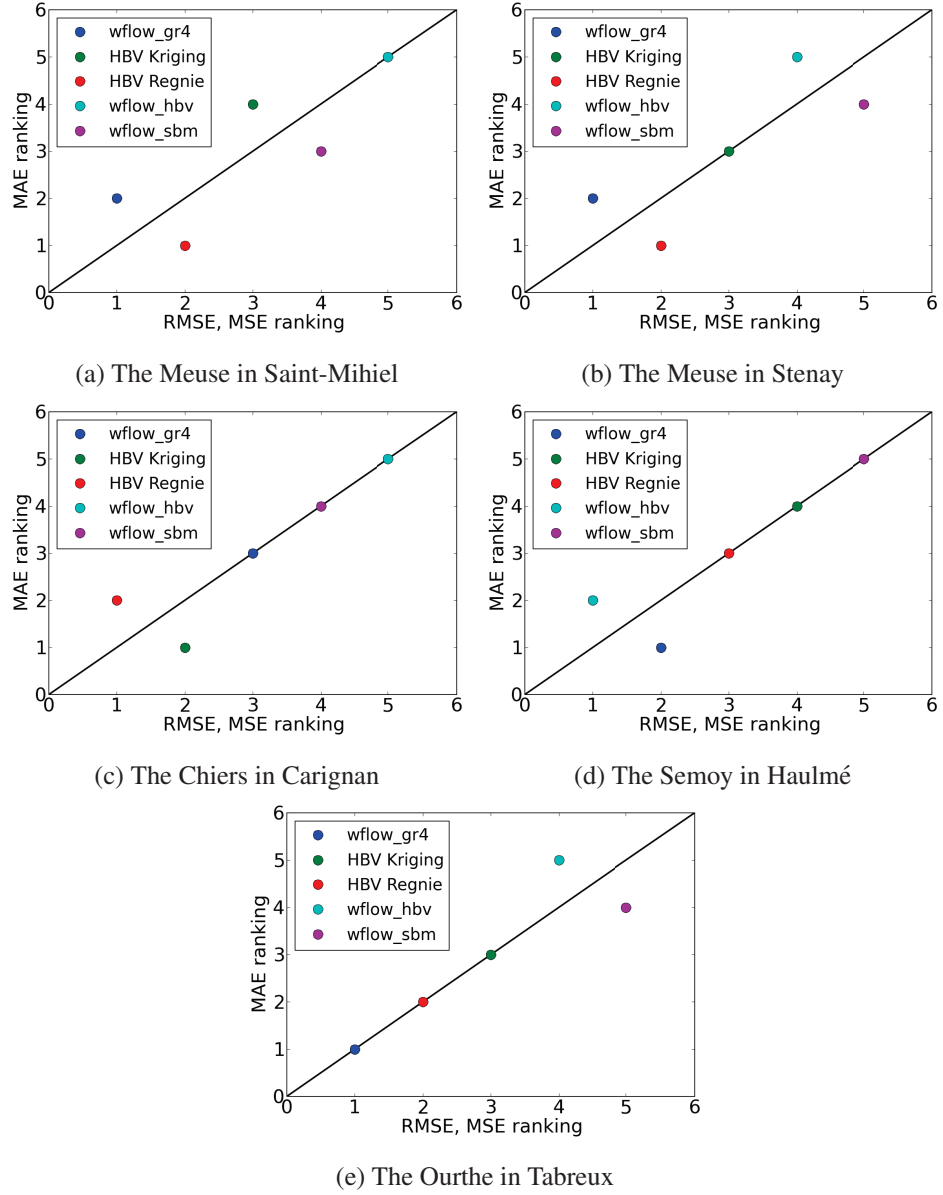 6
5
4
3
2
1
0
MAE ranking
wflow_gr4
HBV Kriging
HBV Regnie
wflow_hbv
wflow_sbm
0 1 2 3 4 5 6
RMSE, MSE ranking
(a) The Meuse in Saint-Mihiel
6
5
4
3
2
1
0
MAE ranking
wflow_gr4
HBV Kriging
HBV Regnie
wflow_hbv
wflow_sbm
0 1 2 3 4 5 6
RMSE, MSE ranking
(b) The Meuse in Stenay
6
5
4
3
2
1
0
MAE ranking
wflow_gr4
HBV Kriging
HBV Regnie
wflow_hbv
wflow_sbm
0 1 2 3 4 5 6
RMSE, MSE ranking
(c) The Chiers in Carignan
6
5
4
3
2
1
0
MAE ranking
wflow_gr4
HBV Kriging
HBV Regnie
wflow_hbv
wflow_sbm
0 1 2 3 4 5 6
RMSE, MSE ranking
(d) The Semoy in Haulmé
6
5
4
3
2
1
0
MAE ranking
wflow_gr4
HBV Kriging
HBV Regnie
wflow_hbv
wflow_sbm
0 1 2 3 4 5 6
RMSE, MSE ranking
(e) The Ourthe in Tabreux